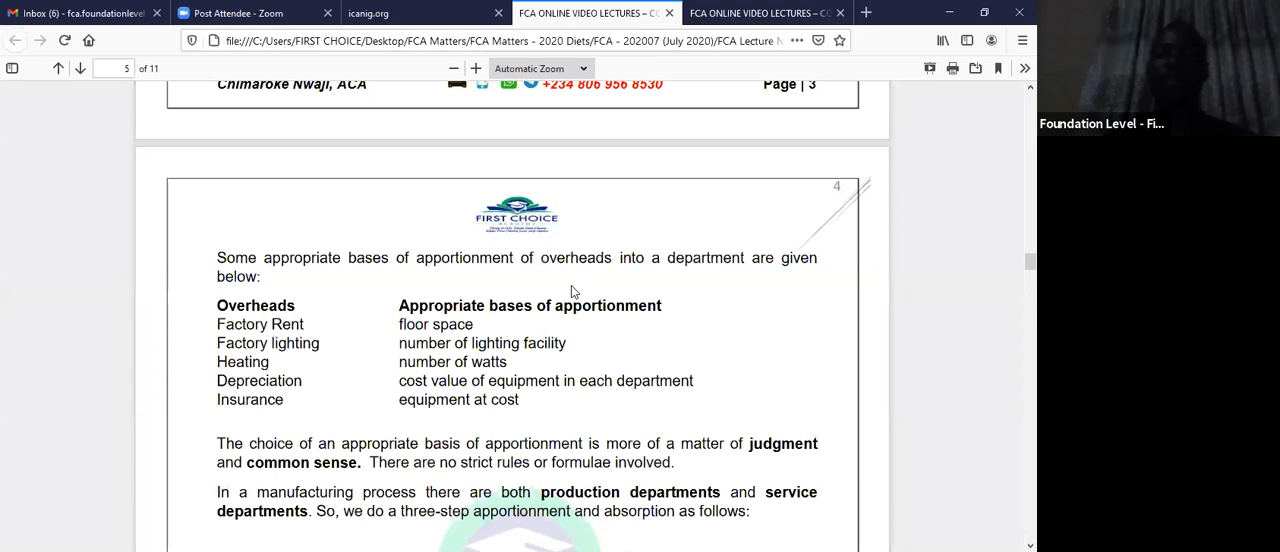 Inbox (6) - fca.foundationlevel
Post Attendee - Zoom
icanig.org
FCA ONLINE VIDEO LECTURES – CC
FCA ONLINE VIDEO LECTURES – CC
file:///C:/Users/FIRST CHOICE/Desktop/FCA Matters/FCA Matters - 2020 Diets/FCA - 202007 (July 2020)/FCA Lecture N
5 of 11
Automatic Zoom
Chimaroke Nwaji, ACA +234 806 956 8530 Page | 3
Foundation Level - Fi...
4
FIRST CHOICE
Some appropriate bases of apportionment of overheads into a department are given
below:
Overheads Appropriate bases of apportionment
Factory Rent floor space
Factory lighting number of lighting facility
Heating number of watts
Depreciation cost value of equipment in each department
Insurance equipment at cost
The choice of an appropriate basis of apportionment is more of a matter of judgment
and common sense. There are no strict rules or formulae involved.
In a manufacturing process there are both production departments and service
departments. So, we do a three-step apportionment and absorption as follows: